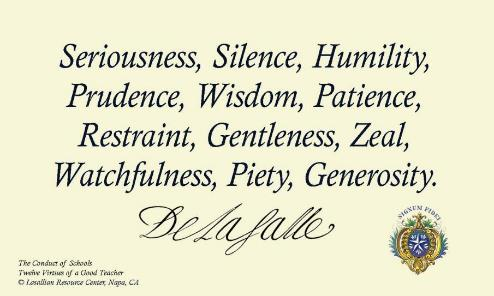 Seriousness, Silence, Humility,
Prudence, Wisdom, Patience,
Restraint, Gentleness, Zeal,
Watchfulness, Piety, Generosity.
De La Salle
SIGNUM FIDEI
The Conduct of Schools
Twelve Virtues of a Good Teacher
© Lasallian Resource Center, Napa, CA